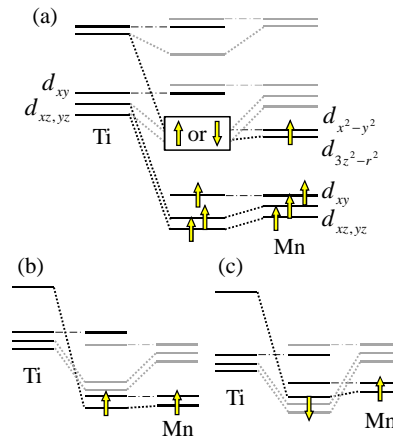 (a)
d_{xy}
d_{xz,yz}
Ti
or
d_{x^2-y^2}
d_{3z^2-r^2}
d_{xy}
d_{xz,yz}
Mn
(b)
(c)
Ti
Mn
Ti
Mn